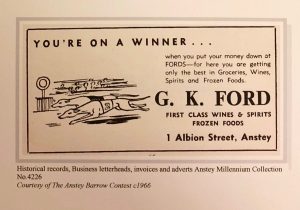 YOU'RE ON A WINNER . . .
when you put your money down at
FORDS—for here you are getting
only the best in Groceries, Wines,
Spirits and Frozen Foods.
G. K. FORD
FIRST CLASS WINES & SPIRITS
FROZEN FOODS
1 Albion Street, Anstey
Historical records, Business letterheads, invoices and adverts Anstey Millennium Collection
No.4226
Courtesy of The Anstey Barrow Contest c1966